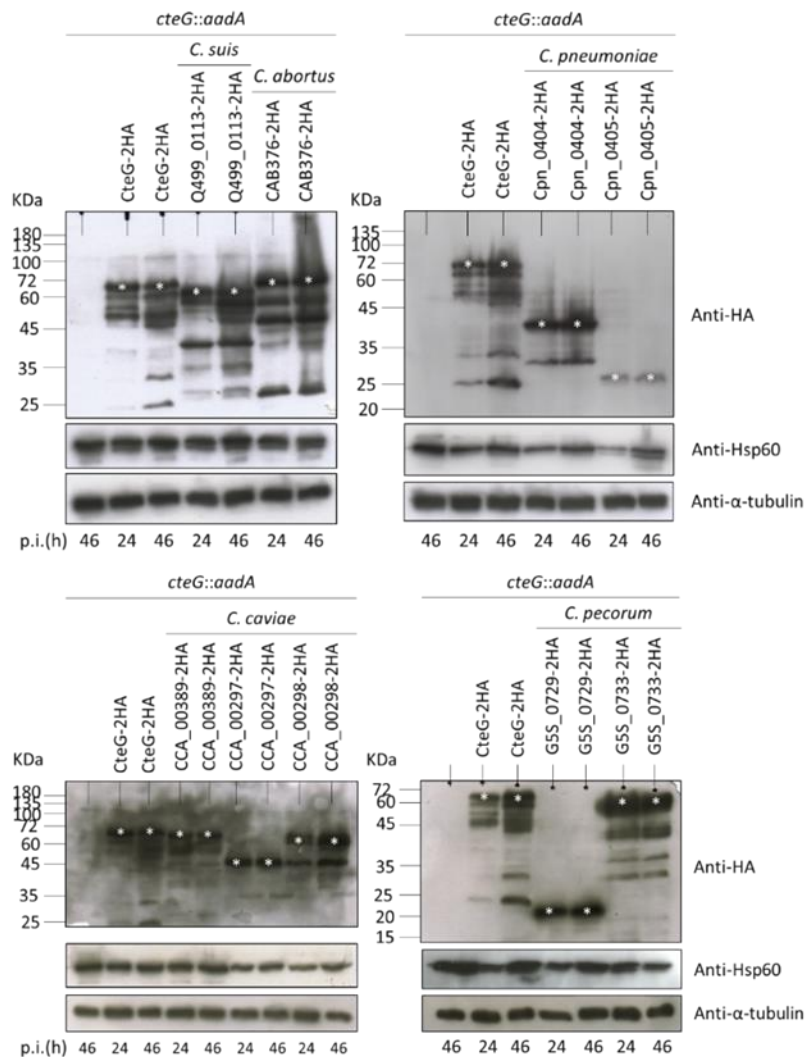 cteG::aadA
C. suis
C. abortus
CteG-2HA
CteG-2HA
Q499_0113-2HA
Q499_0113-2HA
CAB376-2HA
CAB376-2HA
KDa
180
135
100
72
60
45
35
25
p.i.(h) 46 24 46 24 46 24 46
cteG::aadA
C. pneumoniae
CteG-2HA
CteG-2HA
Cpn_0404-2HA
Cpn_0404-2HA
Cpn_0405-2HA
Cpn_0405-2HA
KDa
135
100
72
60
45
35
25
20
Anti-HA
Anti-Hsp60
Anti-α-tubulin
46 24 46 24 46 24 46
cteG::aadA
C. caviae
CteG-2HA
CteG-2HA
CCA_00389-2HA
CCA_00389-2HA
CCA_00297-2HA
CCA_00297-2HA
CCA_00298-2HA
CCA_00298-2HA
KDa
180
135
100
72
60
45
35
25
p.i.(h) 46 24 46 24 46 24 46 24 46
cteG::aadA
C. pecorum
CteG-2HA
CteG-2HA
G5S_0729-2HA
G5S_0729-2HA
G5S_0733-2HA
G5S_0733-2HA
KDa
72
60
45
25
20
15
Anti-HA
Anti-Hsp60
Anti-α-tubulin
46 24 46 24 46 24 46